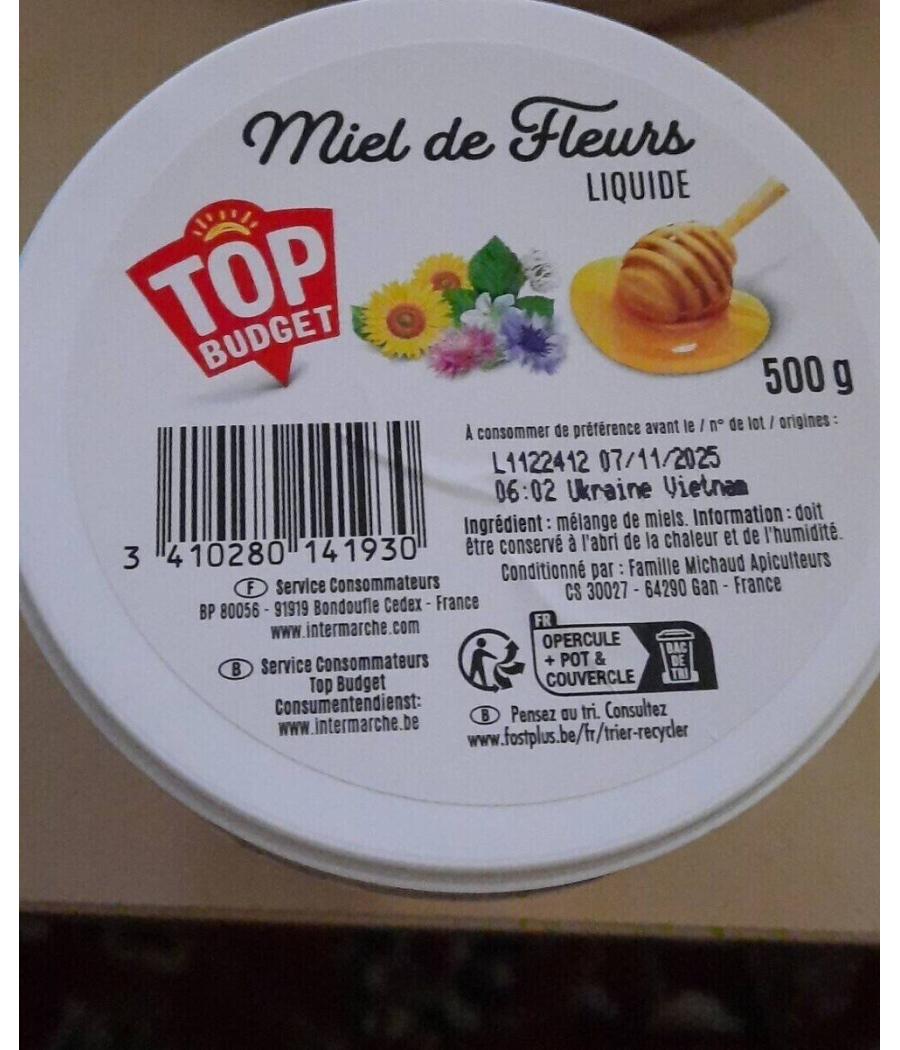 Miel de Fleurs
LIQUIDE
TOP
BUDGET
500 g
À consommer de préférence avant le / n° de lot / origines :
L1122412 07/11/2025
06:02 Ukraine Vietnam
Ingrédient : mélange de miels. Information : doit
être conservé à l'abri de la chaleur et de l'humidité.
Conditionné par : Famille Michaud Apiculteurs
CS 30027 - 64290 Gan - France
3 410280 141930
F Service Consommateurs
BP 80056 - 91919 Bondoufle Cedex - France
www.intermarche.com
B Service Consommateurs
Top Budget
Consumentendienst:
www.intermarche.be
FR
OPERCULE
+ POT &
COUVERCLE
BAC
DE
TRI
B Pensez au tri. Consultez
www.fostplus.be/fr/trier-recycler